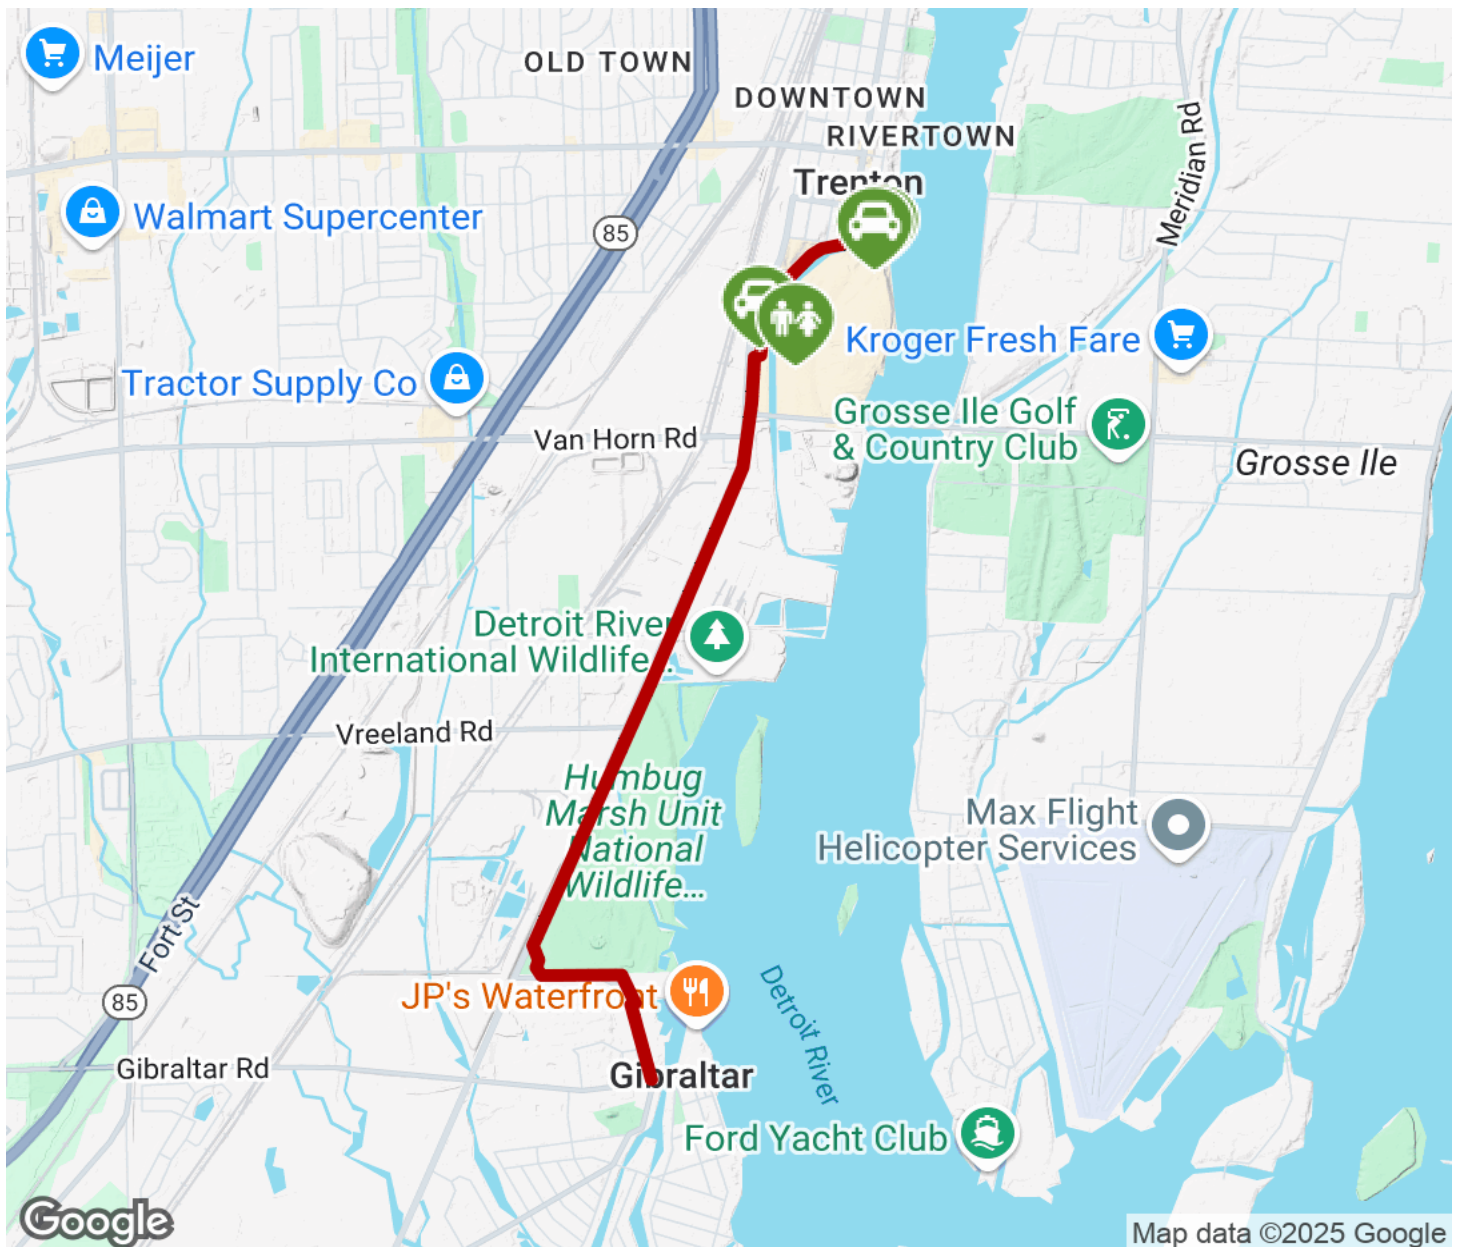 Meijer
OLD TOWN
DOWNTOWN
RIVERTOWN
Trenton
Meridian Rd
Walmart Supercenter
85
Kroger Fresh Fare
Tractor Supply Co
Grosse Ile Golf
& Country Club
Van Horn Rd
Grosse Ile
Detroit River
International Wildlife...
Vreeland Rd
Humbug
Marsh Unit
National
Wildlife...
Max Flight
Helicopter Services
Fort St
85
JP's Waterfront
Detroit River
Gibraltar Rd
Gibraltar
Ford Yacht Club
Google
Map data ©2025 Google